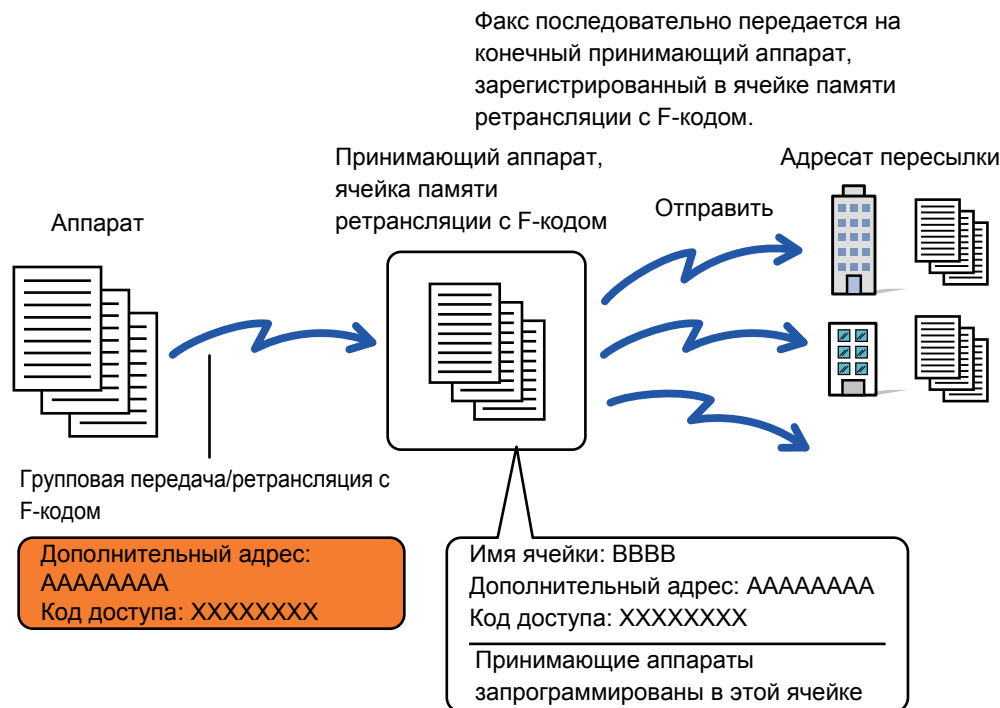 Факс последовательно передается на
конечный принимающий аппарат,
зарегистрированный в ячейке памяти
ретрансляции с F-кодом.
Принимающий аппарат,
ячейка памяти
ретрансляции с F-кодом
Адресат пересылки
Аппарат
Отправить
Групповая передача/ретрансляция с
F-кодом
Дополнительный адрес:
AAAAAAAA
Код доступа: XXXXXXXX
Имя ячейки: BBBB
Дополнительный адрес: AAAAAAAA
Код доступа: XXXXXXXX
Принимающие аппараты
запрограммированы в этой ячейке